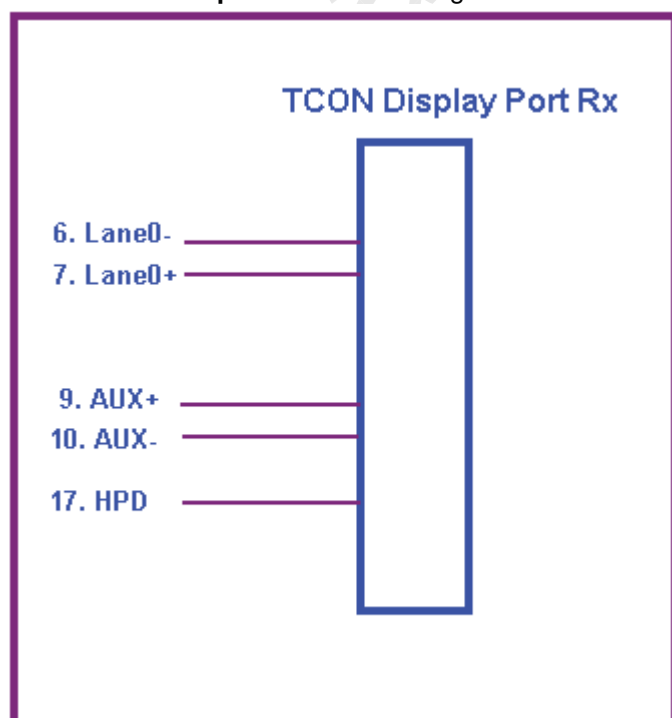 TCON Display Port Rx
6. Lane0-
7. Lane0+
9. AUX+
10. AUX-
17. HPD